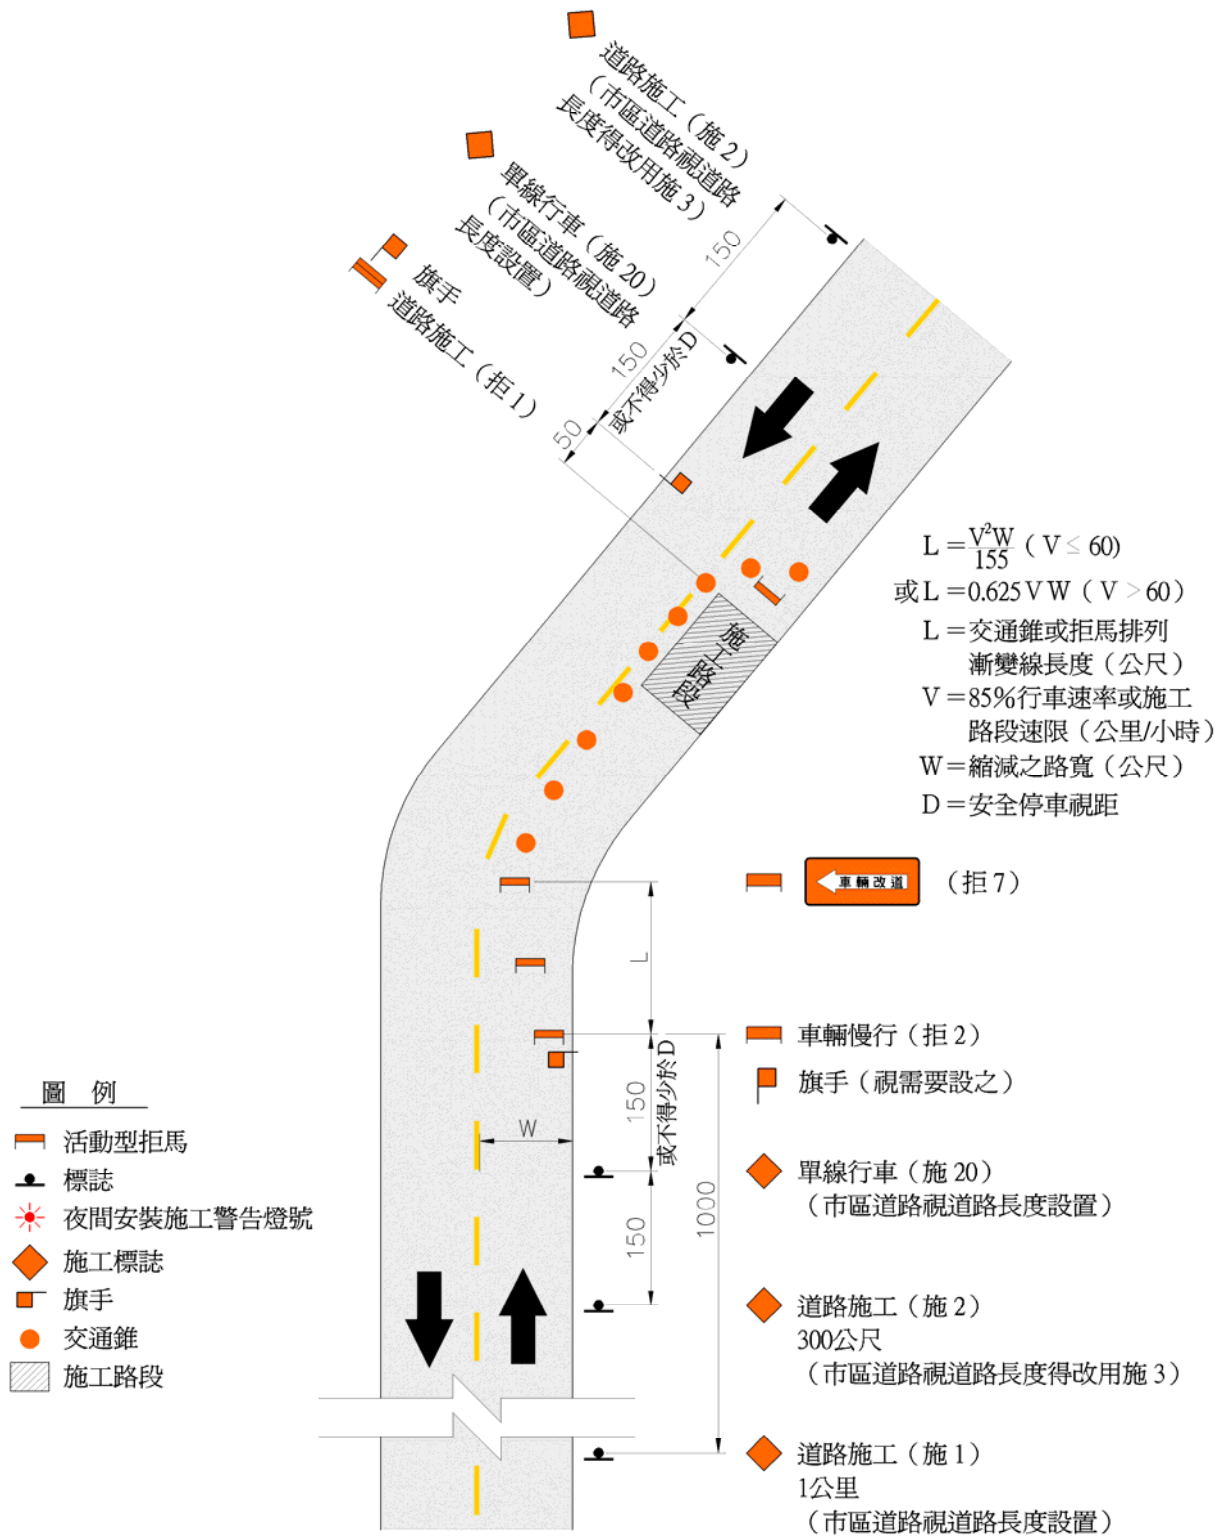 道路施工（施 2）
（市區道路視道路
長度得改用施 3）
單線行車（施 20）
（市區道路視道路
長度設置）
旗手
道路施工（拒 1）
150
150
或不得少於 D
50
施工路段
L＝V²W/155（V ≤ 60)
或 L＝0.625 V W（V > 60）
L＝交通錐或拒馬排列
漸變線長度（公尺）
V＝85%行車速率或施工
路段速限（公里/小時）
W＝縮減之路寬（公尺）
D＝安全停車視距
車輛改道
（拒 7）
L
車輛慢行（拒 2）
旗手（視需要設之）
150
或不得少於 D
W
150
1000
單線行車（施 20）
（市區道路視道路長度設置）
道路施工（施 2）
300公尺
（市區道路視道路長度得改用施 3）
道路施工（施 1）
1公里
（市區道路視道路長度設置）
圖 例
活動型拒馬
標誌
夜間安裝施工警告燈號
施工標誌
旗手
交通錐
施工路段